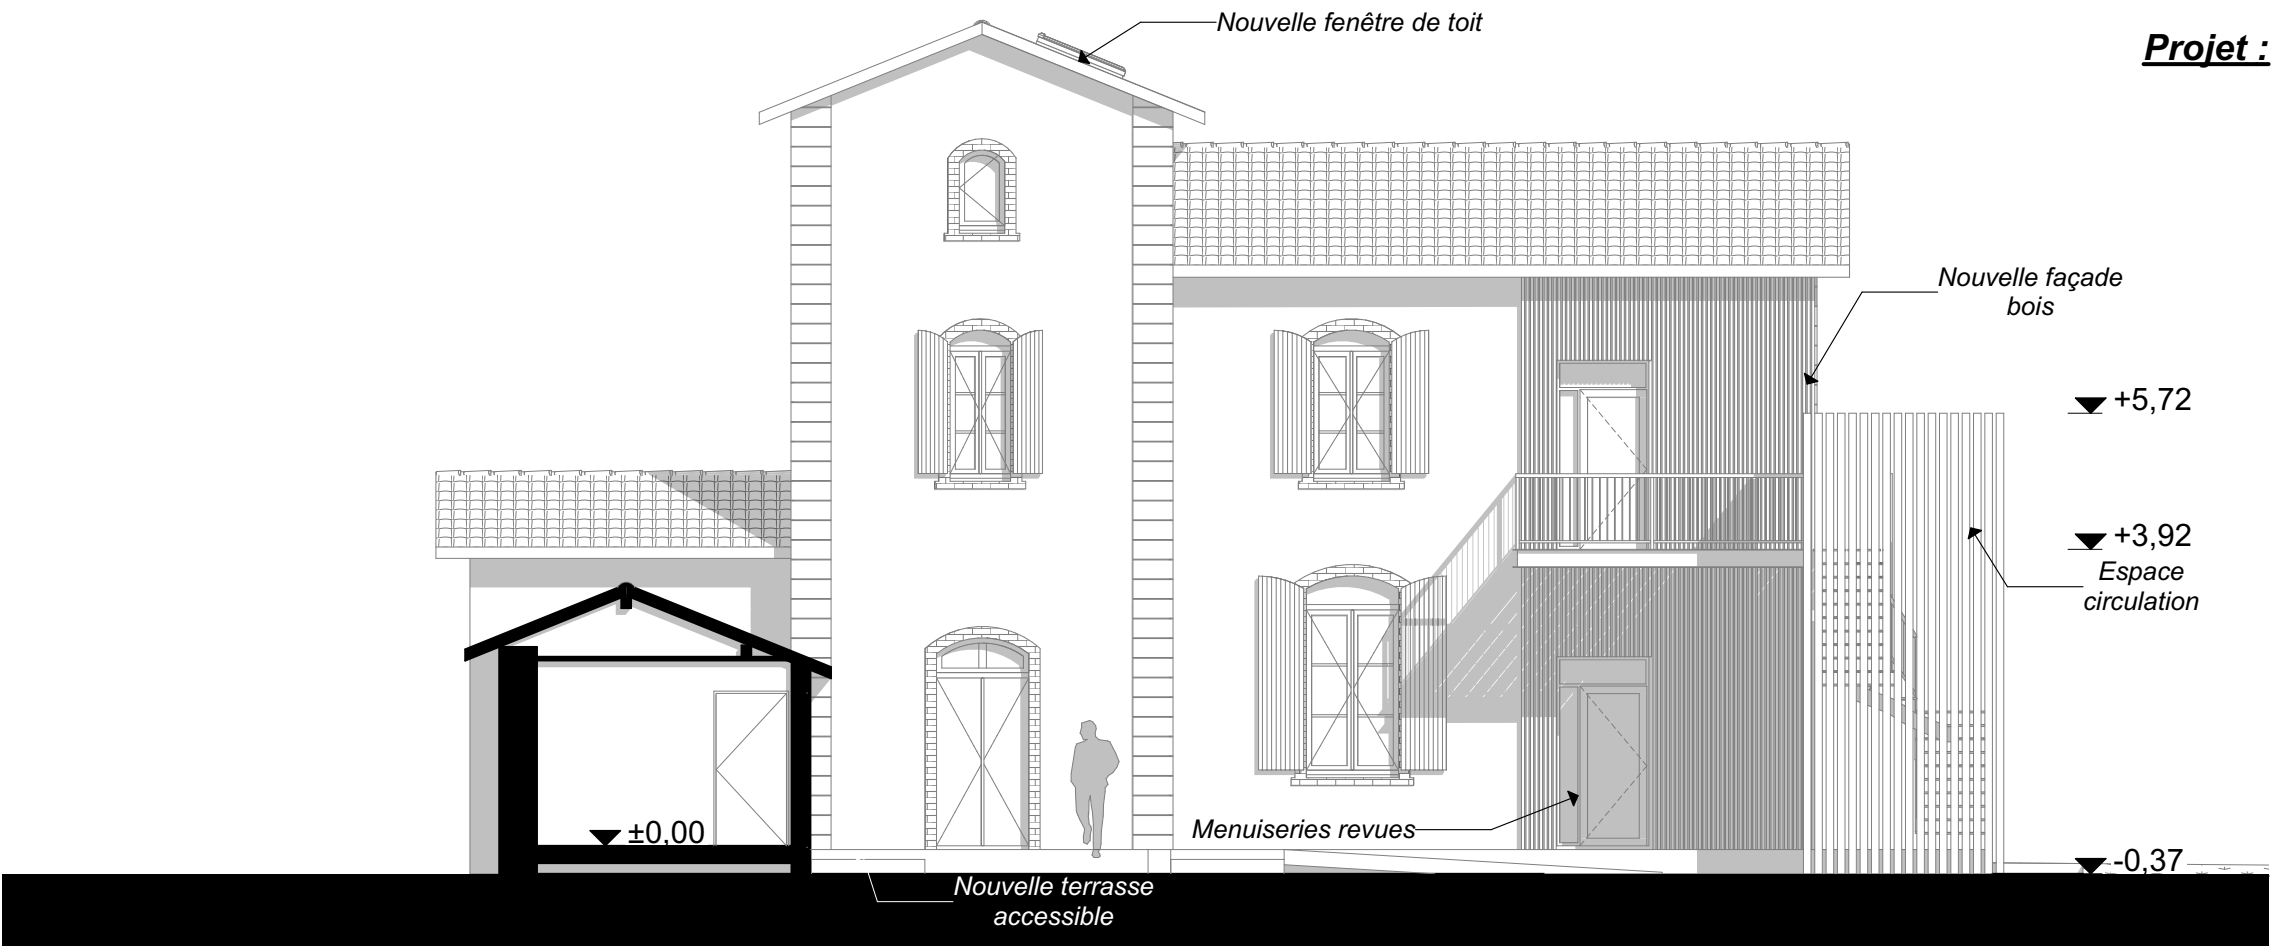 Nouvelle fenêtre de toit
Projet :
Nouvelle façade
bois
+5,72
+3,92
Espace
circulation
Menuiseries revues
±0,00
-0,37
Nouvelle terrasse
accessible